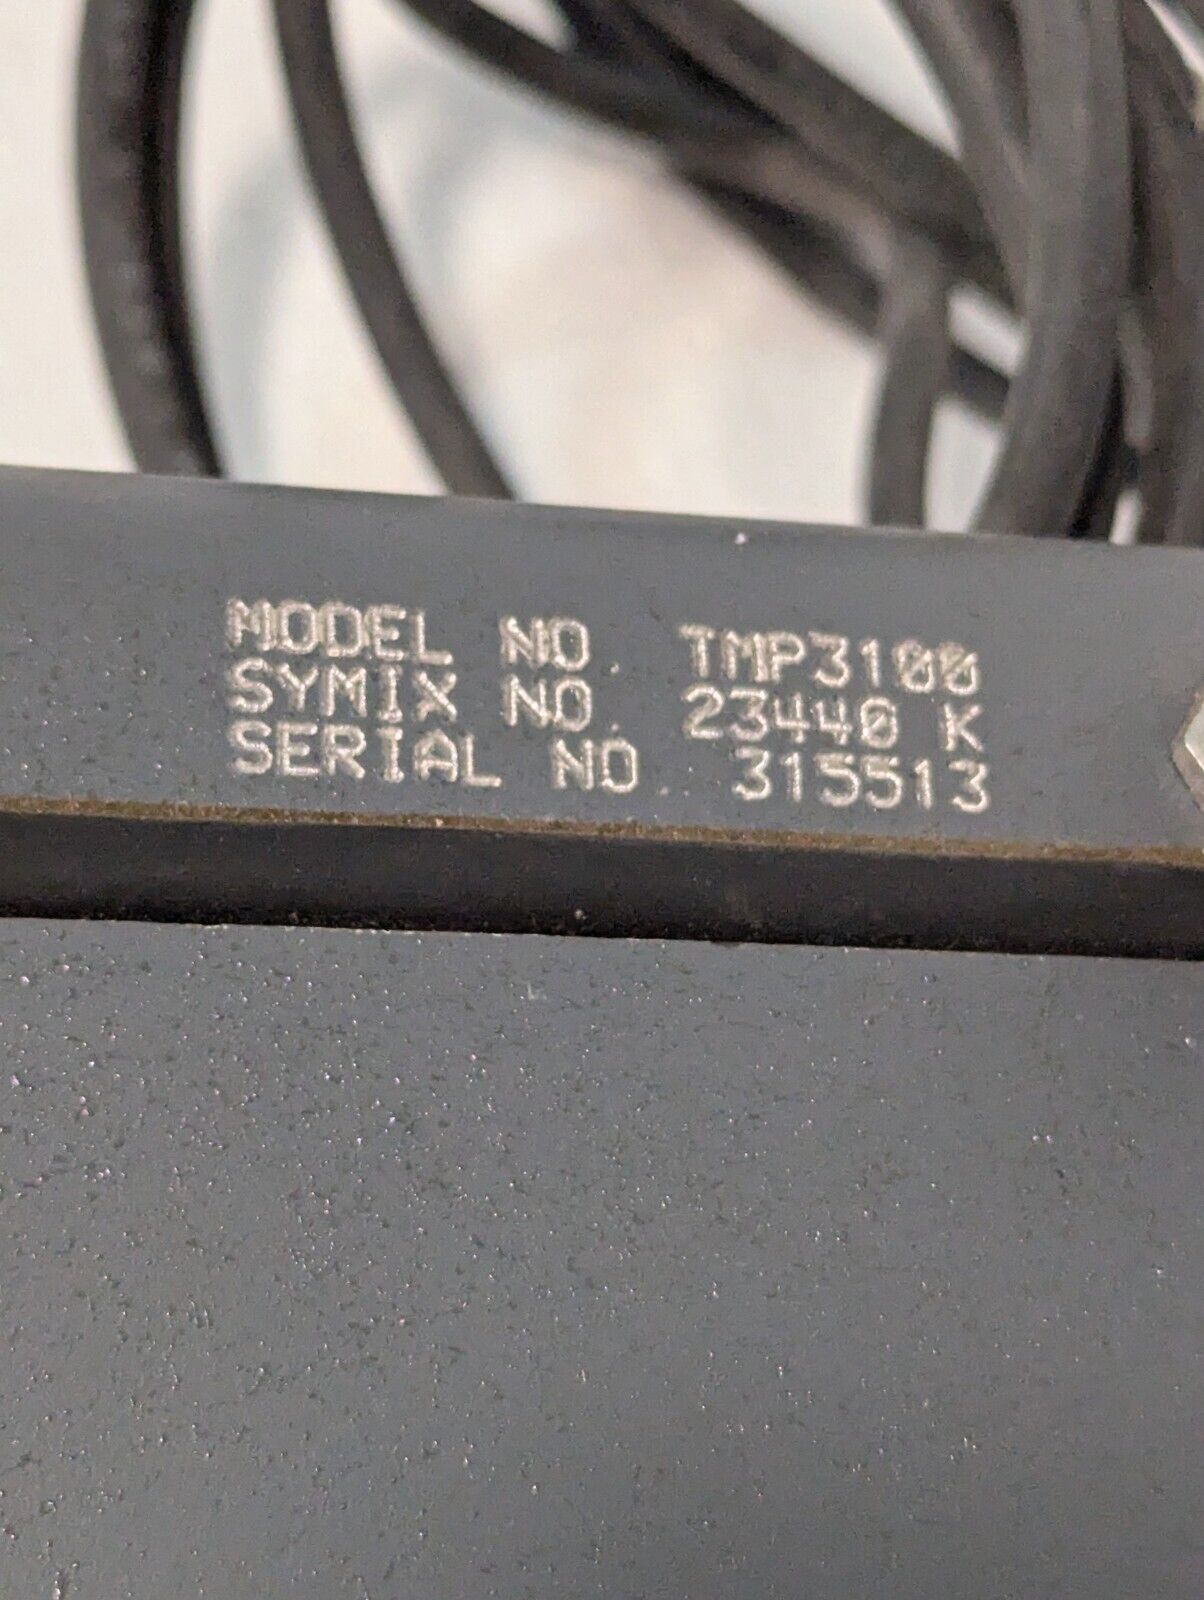 MODEL NO. TMP3100
SYMIX NO. 23440 K
SERIAL NO.. 315513